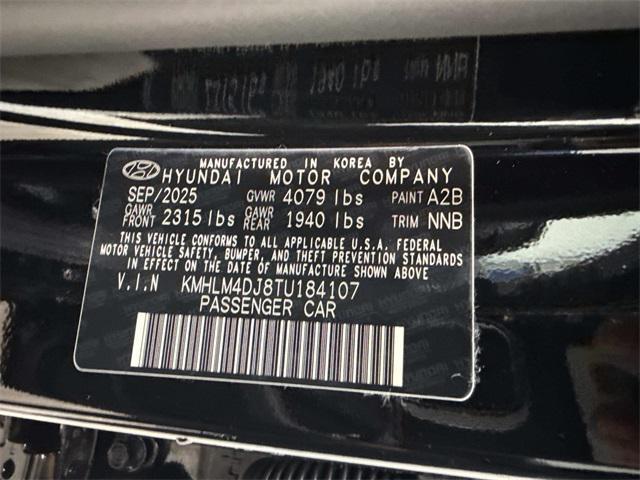 MANUFACTURED IN KOREA BY
HYUNDAI MOTOR COMPANY
SEP/2025 GVWR 4079 lbs PAINT A2B
GAWR FRONT 2315 lbs GAWR REAR 1940 lbs TRIM NNB
THIS VEHICLE CONFORMS TO ALL APPLICABLE U.S.A. FEDERAL
MOTOR VEHICLE SAFETY, BUMPER, AND THEFT PREVENTION STANDARDS
IN EFFECT ON THE DATE OF MANUFACTURE SHOWN ABOVE
V.I.N KMHLM4DJ8TU184107
PASSENGER CAR